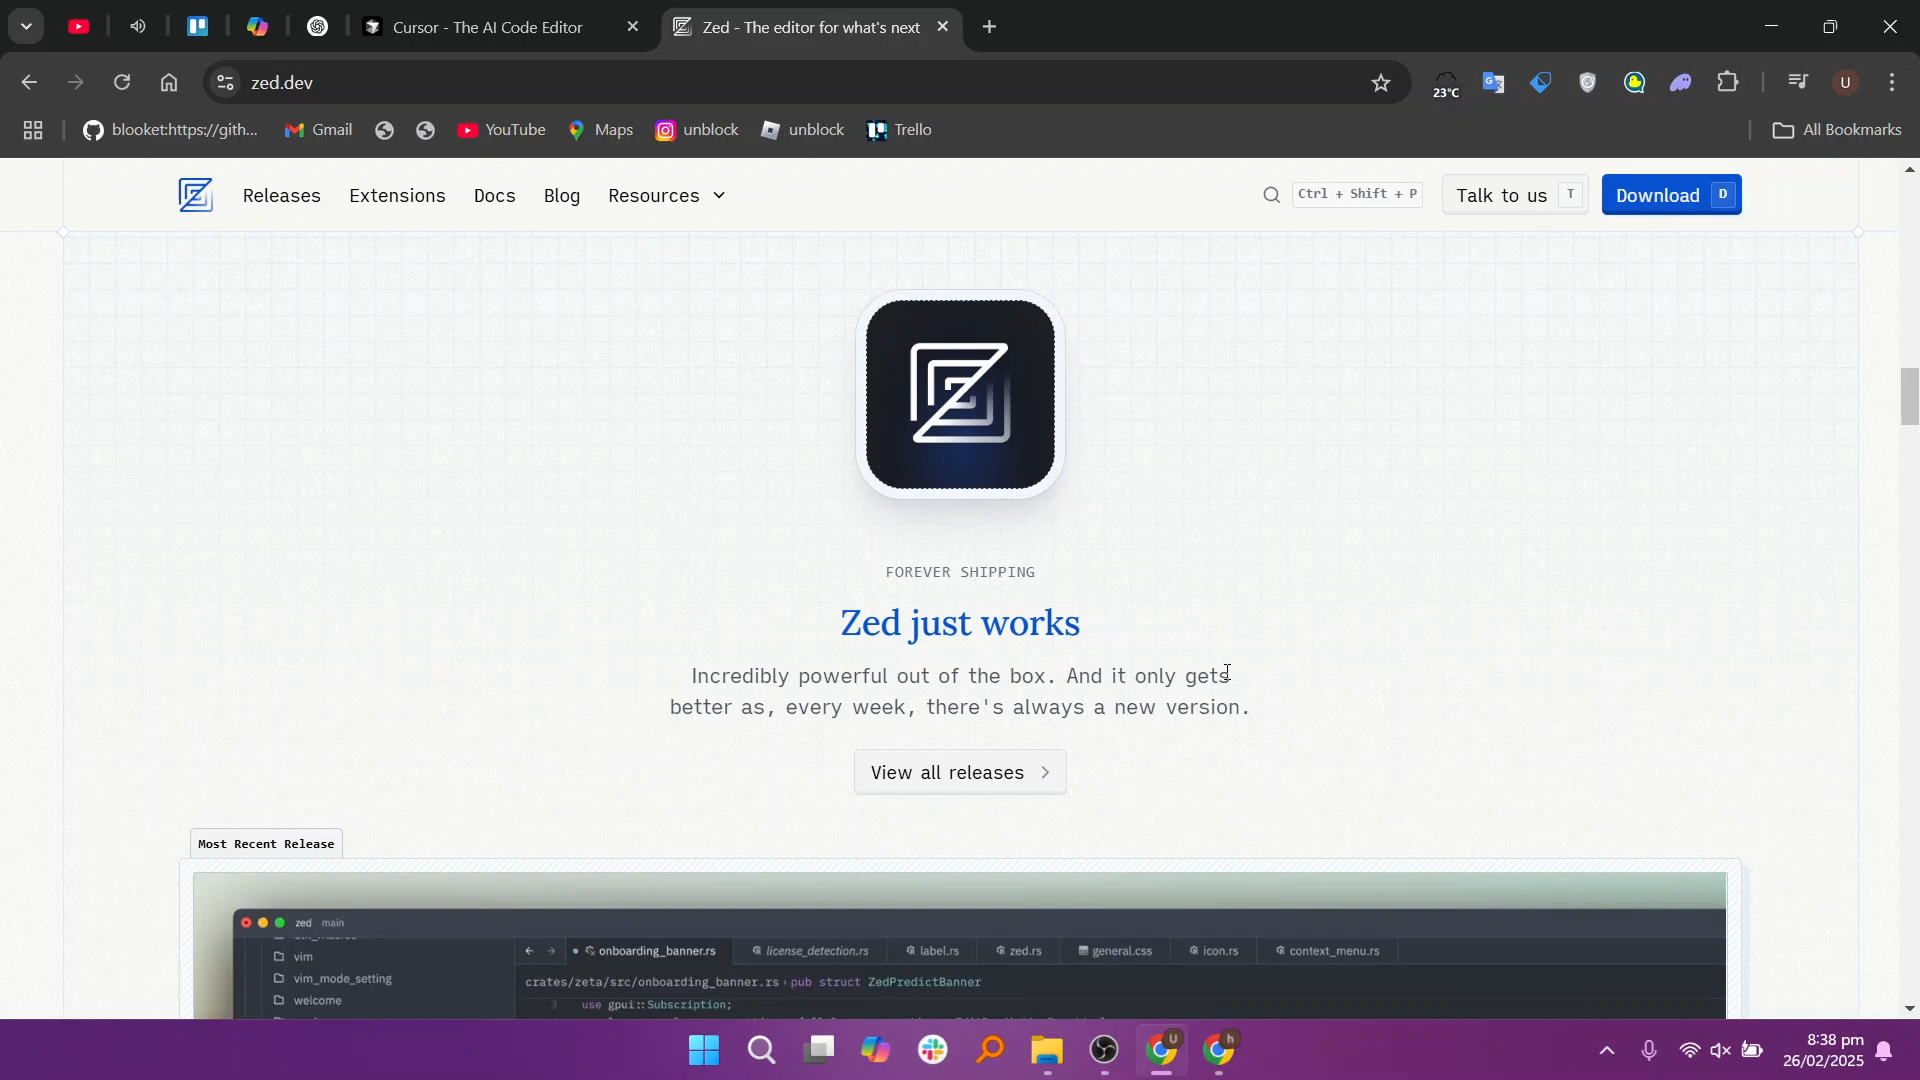 Cursor - The AI Code Editor
Zed - The editor for what's next
zed.dev
23°C
U
blooket:https://gith...
Gmail
YouTube
Maps
unblock
unblock
Trello
All Bookmarks
Releases
Extensions
Docs
Blog
Resources
Ctrl + Shift + P
Talk to us T
Download D
FOREVER SHIPPING
Zed just works
Incredibly powerful out of the box. And it only gets
better as, every week, there's always a new version.
View all releases
Most Recent Release
zed main
onboarding_banner.rs
license_detection.rs
label.rs
zed.rs
general.css
icon.rs
context_menu.rs
vim
vim_mode_setting
welcome
crates/zeta/src/onboarding_banner.rs › pub struct ZedPredictBanner
3 use gpui::Subscription;
U
h
8:38 pm
26/02/2025